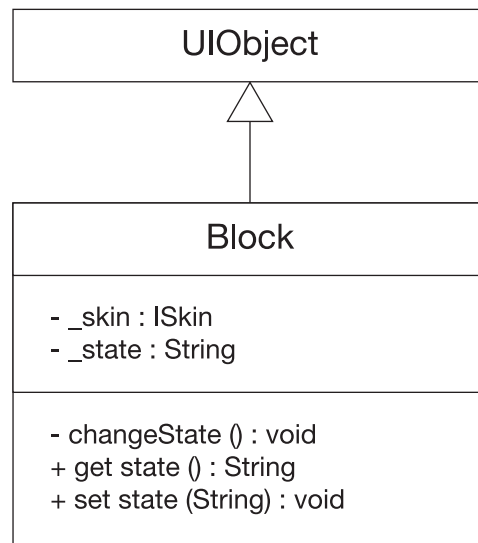 UIObject
Block
- _skin : ISkin
- _state : String
- changeState () : void
+ get state () : String
+ set state (String) : void